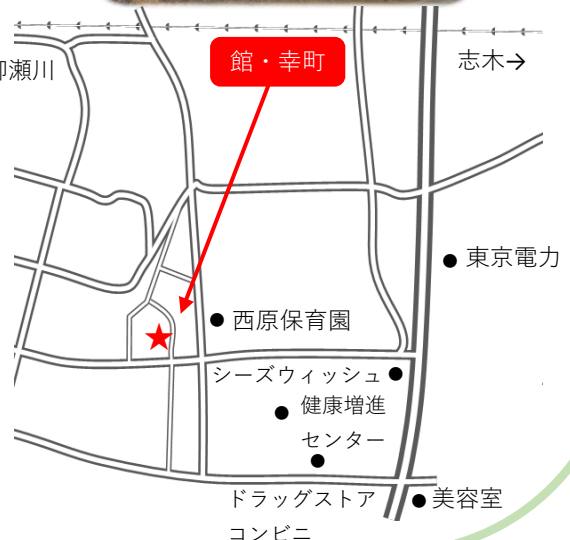 館・幸町
志木→
瀬川
東京電力
西原保育園
シーズウィッシュ
健康増進
センター
ドラッグストア
コンビニ
美容室